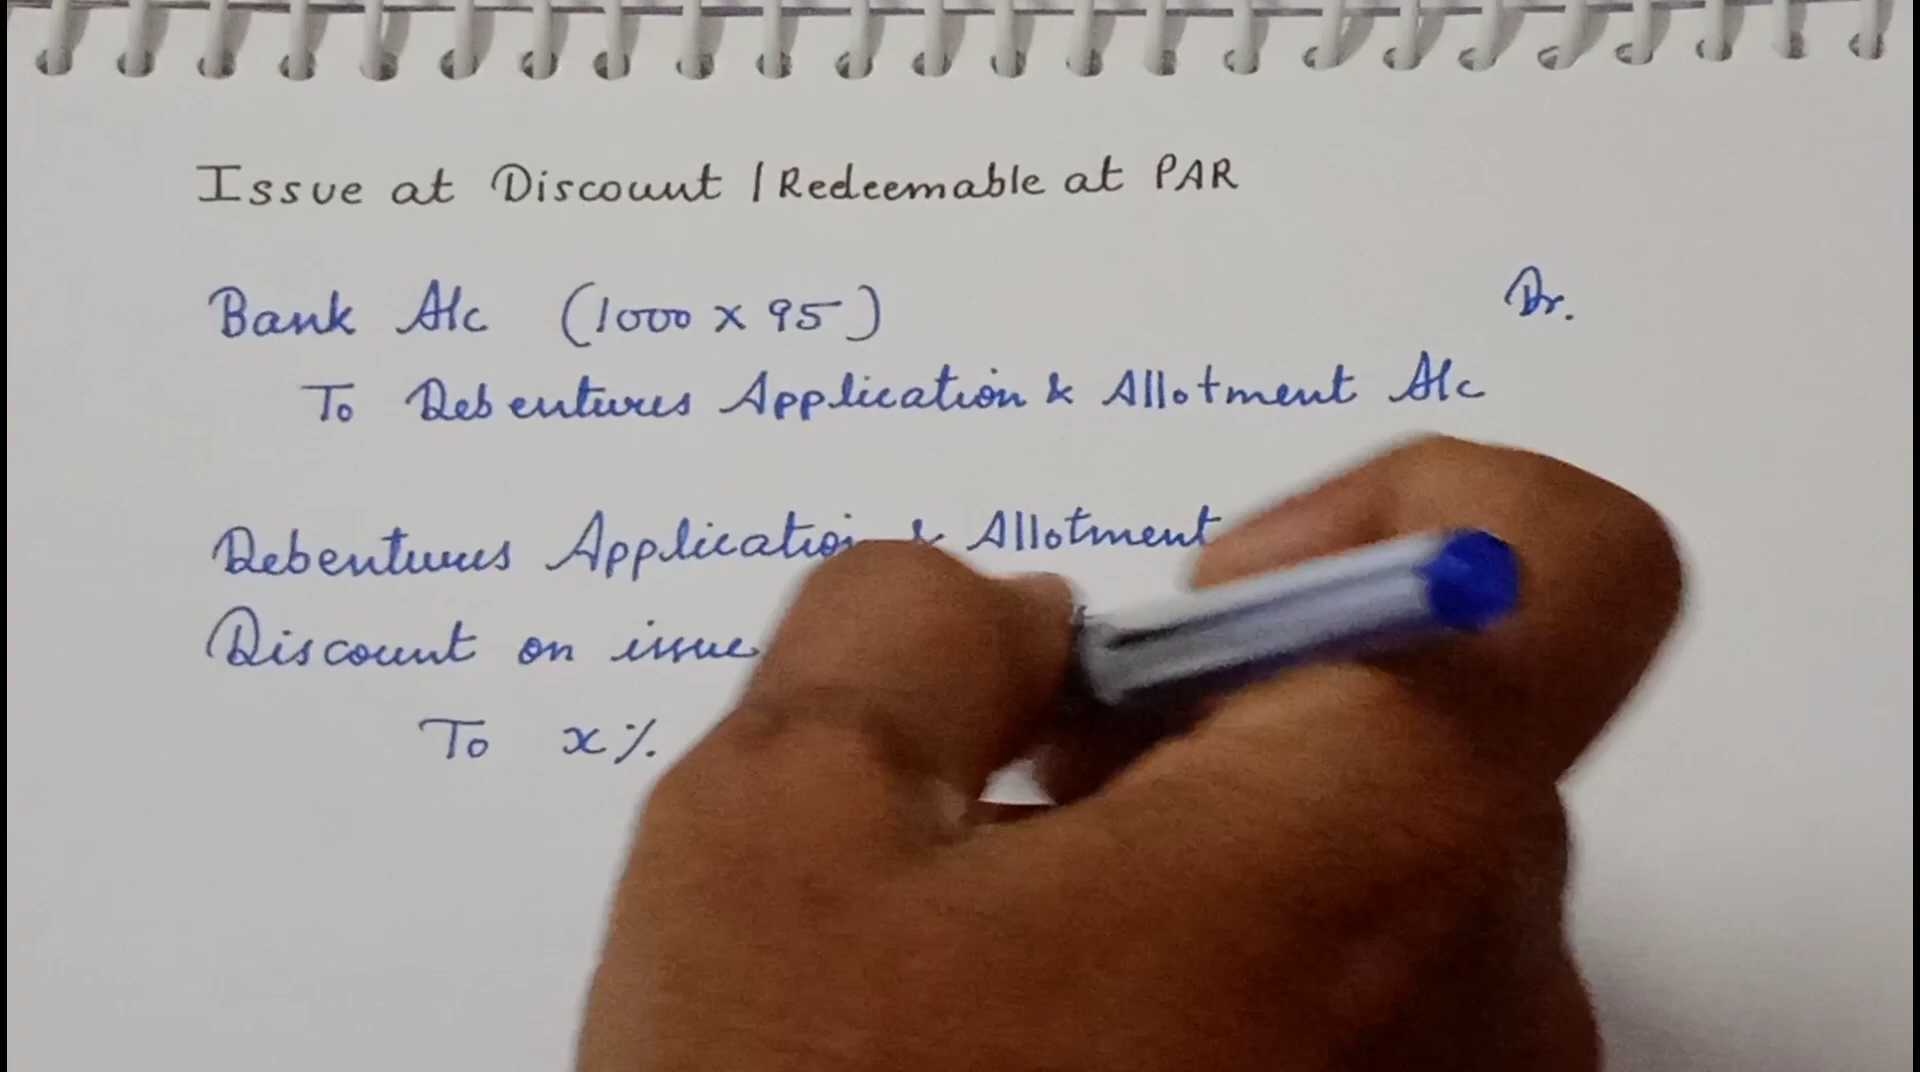 Issue at Discount / Redeemable at PAR
Bank A/c (1000 x 95) Dr.
To Debentures Application & Allotment A/c
Debentures Application & Allotment
Discount on issue
To x%